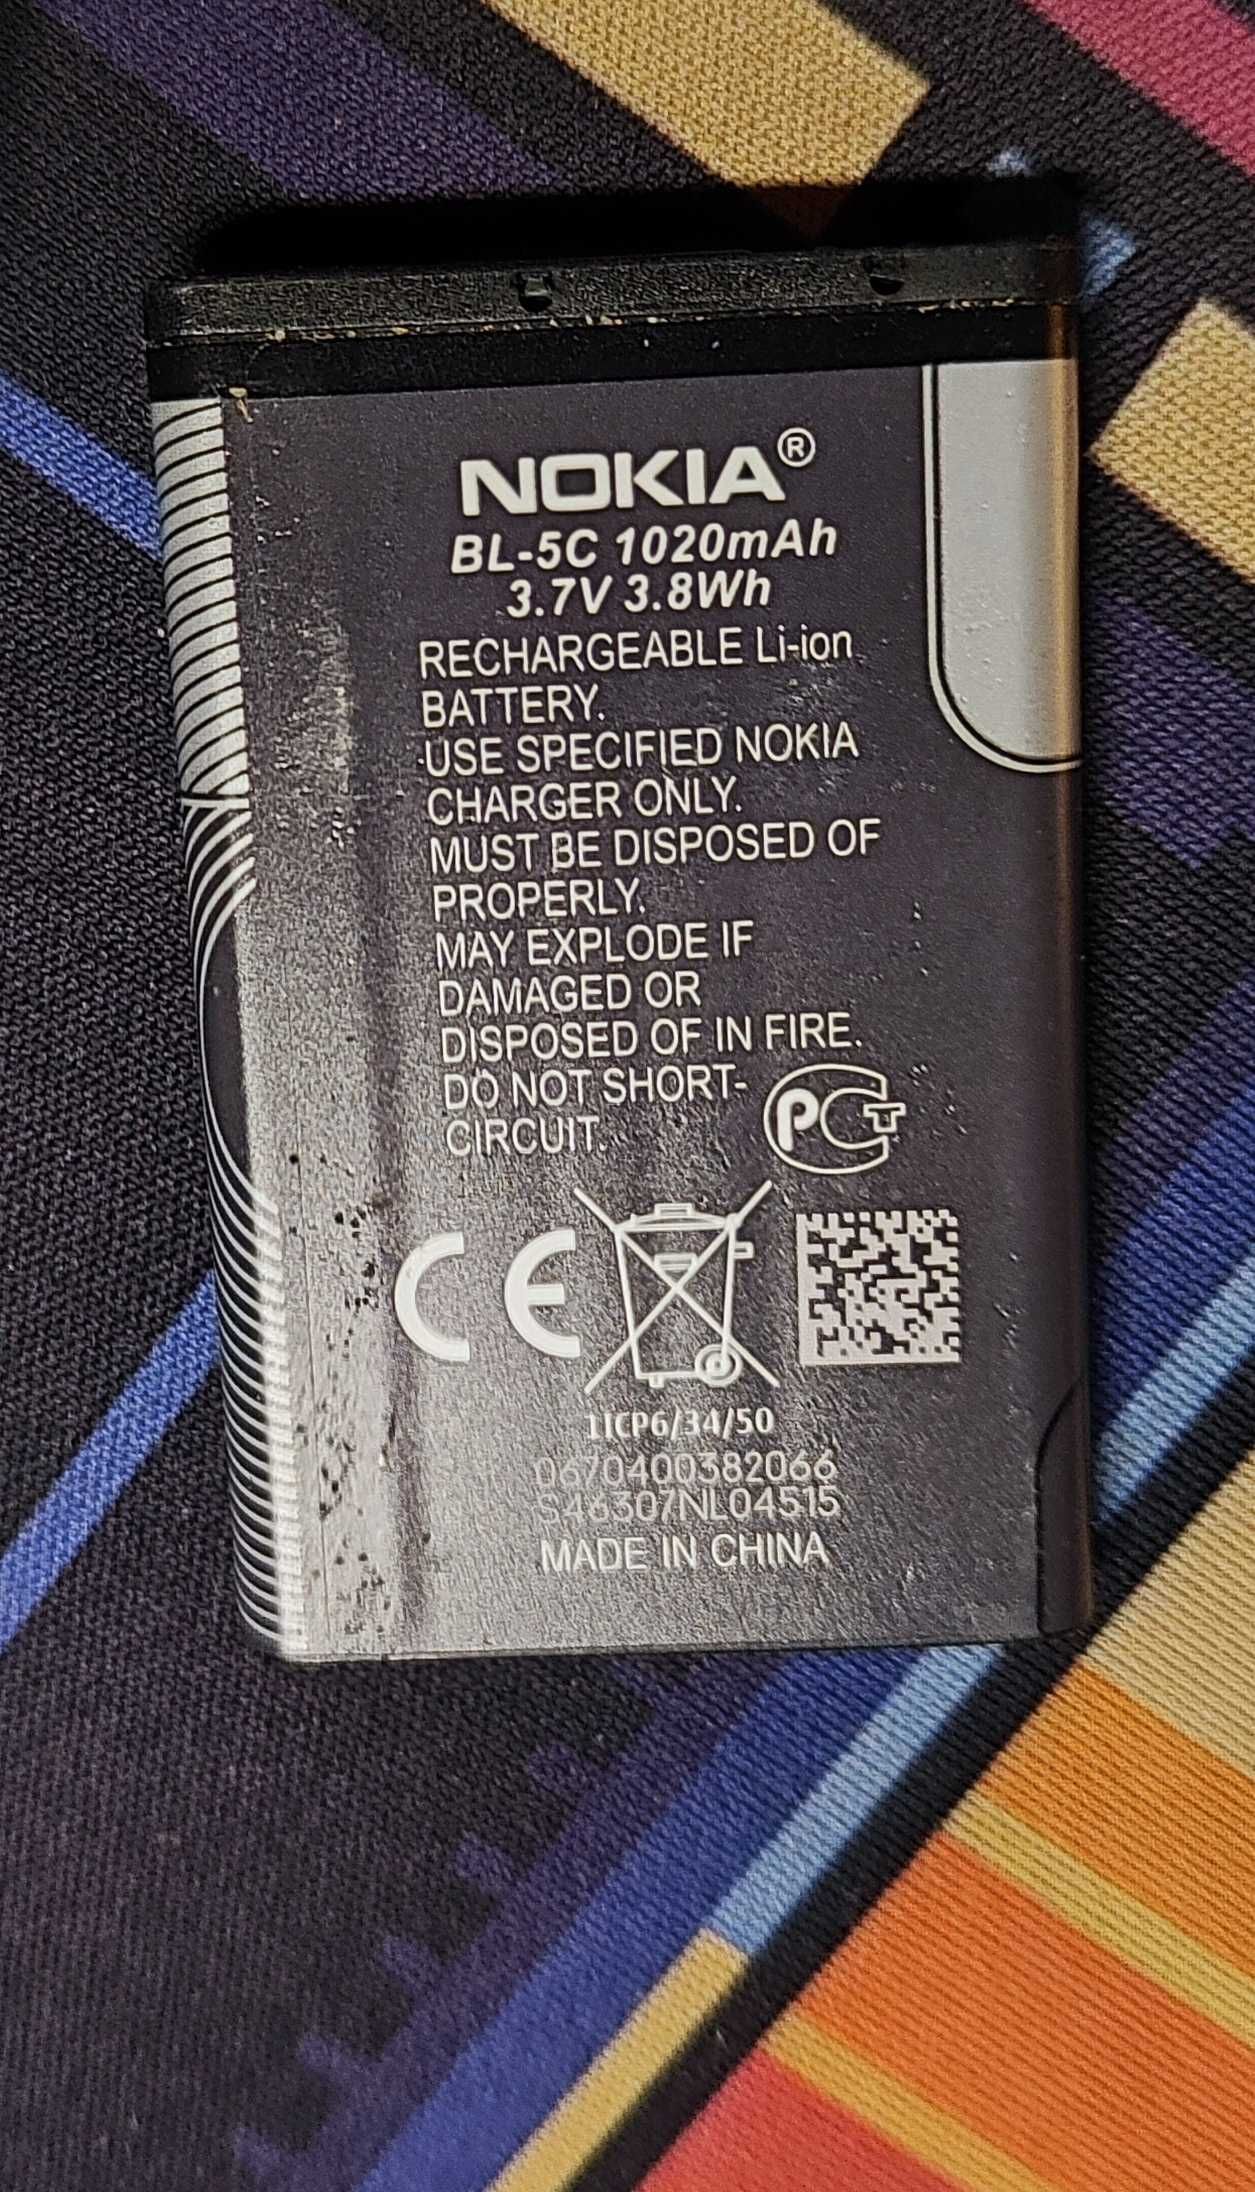 NOKIA®
BL-5C 1020mAh
3.7V 3.8Wh
RECHARGEABLE Li-ion
BATTERY.
USE SPECIFIED NOKIA
CHARGER ONLY.
MUST BE DISPOSED OF
PROPERLY.
MAY EXPLODE IF
DAMAGED OR
DISPOSED OF IN FIRE.
DO NOT SHORT-
CIRCUIT.
PCT
CE
1ICP6/34/50
0670400382066
S46307NL04515
MADE IN CHINA